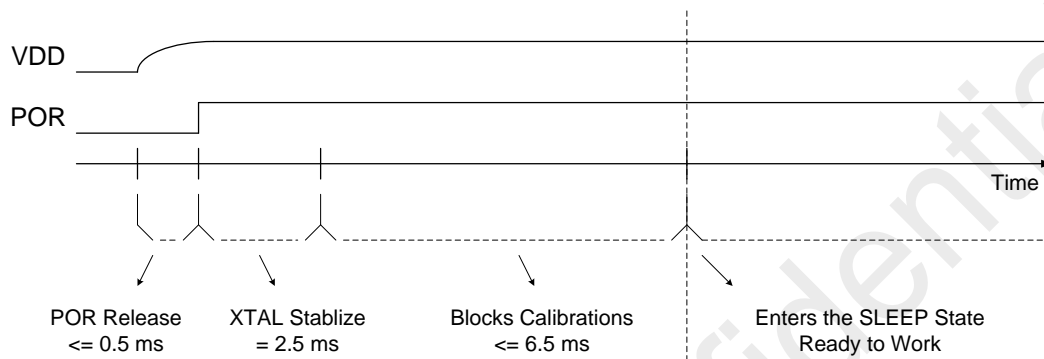 VDD
POR
Time
POR Release
<= 0.5 ms
XTAL Stablize
= 2.5 ms
Blocks Calibrations
<= 6.5 ms
Enters the SLEEP State
Ready to Work